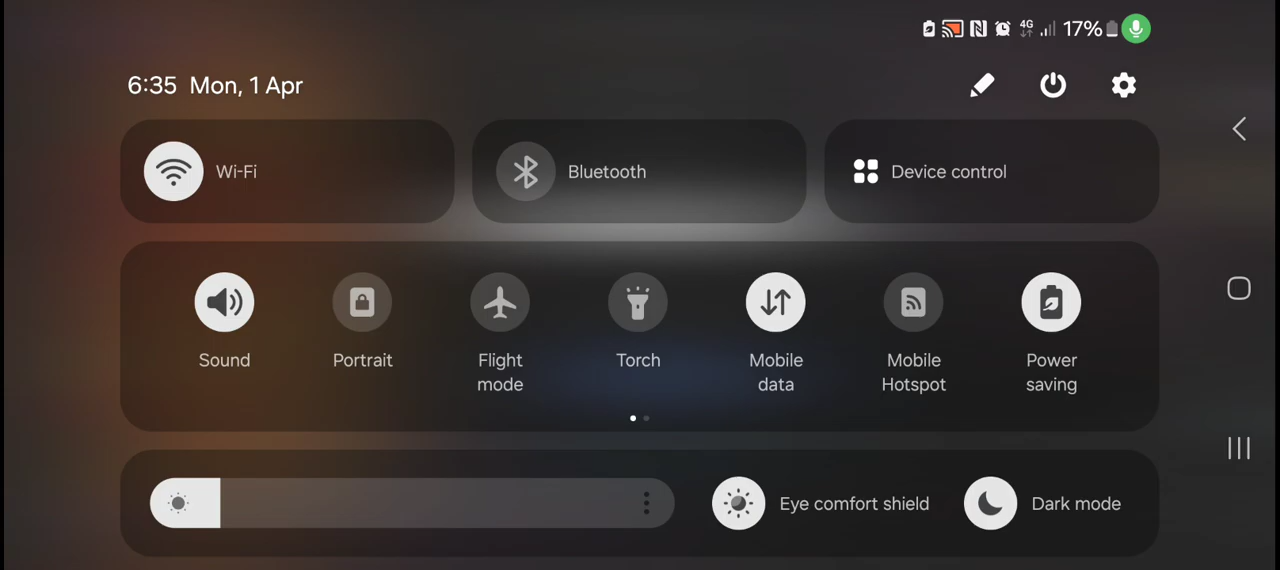 4G 17%
6:35 Mon, 1 Apr
Wi-Fi Bluetooth Device control
Sound Portrait Flight mode Torch Mobile data Mobile Hotspot Power saving
Eye comfort shield Dark mode